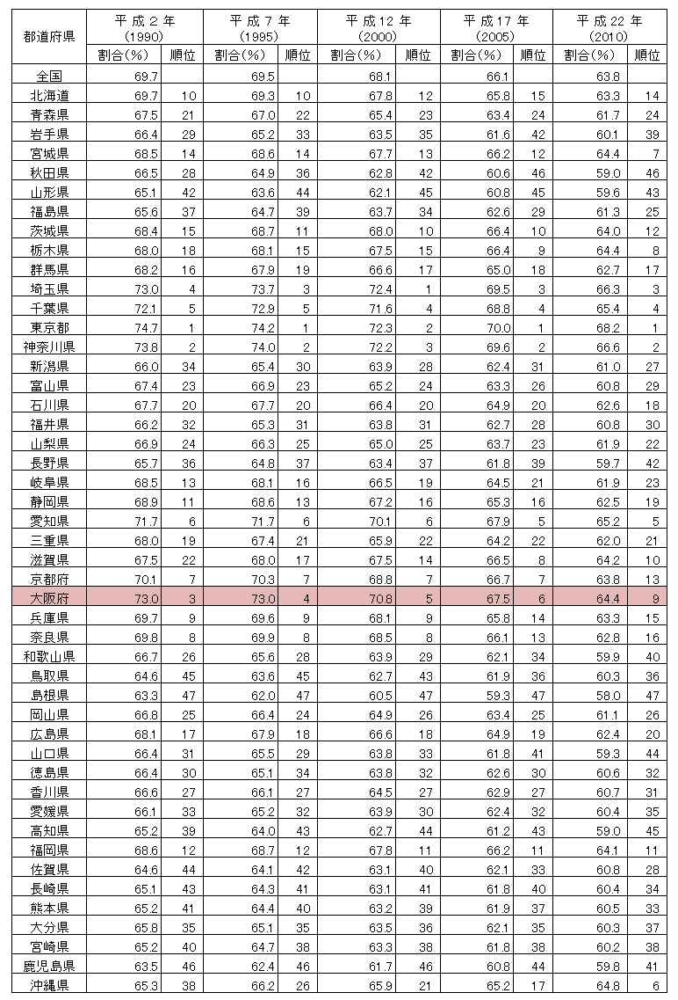 都道府県 平成２年 平成７年 平成12年 平成17年 平成22年
(1990) (1995) (2000) (2005) (2010)
割合(％) 順位 割合(％) 順位 割合(％) 順位 割合(％) 順位 割合(％) 順位
全国 69.7 69.5 68.1 66.1 63.8
北海道 69.7 10 69.3 10 67.8 12 65.8 15 63.3 14
青森県 67.5 21 67.0 22 65.4 23 63.4 24 61.7 24
岩手県 66.4 29 65.2 33 63.5 35 61.6 42 60.1 39
宮城県 68.5 14 68.6 14 67.7 13 66.2 12 64.4 7
秋田県 66.5 28 64.9 36 62.8 42 60.6 46 59.0 46
山形県 65.1 42 63.6 44 62.1 45 60.8 45 59.6 43
福島県 65.6 37 64.7 39 63.7 34 62.6 29 61.3 25
茨城県 68.4 15 68.7 11 68.0 10 66.4 10 64.0 12
栃木県 68.0 18 68.1 15 67.5 15 66.4 9 64.4 8
群馬県 68.2 16 67.9 19 66.6 17 65.0 18 62.7 17
埼玉県 73.0 4 73.7 3 72.4 1 69.5 3 66.3 3
千葉県 72.1 5 72.9 5 71.6 4 68.8 4 65.4 4
東京都 74.7 1 74.2 1 72.3 2 70.0 1 68.2 1
神奈川県 73.8 2 74.0 2 72.2 3 69.6 2 66.6 2
新潟県 66.0 34 65.4 30 63.9 28 62.4 31 61.0 27
富山県 67.4 23 66.9 23 65.2 24 63.3 26 60.8 29
石川県 67.7 20 67.7 20 66.4 20 64.9 20 62.6 18
福井県 66.2 32 65.3 31 63.8 31 62.7 28 60.8 30
山梨県 66.9 24 66.3 25 65.0 25 63.7 23 61.9 22
長野県 65.7 36 64.8 37 63.4 37 61.8 39 59.7 42
岐阜県 68.5 13 68.1 16 66.5 19 64.5 21 61.9 23
静岡県 68.9 11 68.6 13 67.2 16 65.3 16 62.5 19
愛知県 71.7 6 71.7 6 70.1 6 67.9 5 65.2 5
三重県 68.0 19 67.4 21 65.9 22 64.2 22 62.0 21
滋賀県 67.5 22 68.0 17 67.5 14 66.5 8 64.2 10
京都府 70.1 7 70.3 7 68.8 7 66.7 7 63.8 13
大阪府 73.0 3 73.0 4 70.8 5 67.5 6 64.4 9
兵庫県 69.7 9 69.6 9 68.1 9 65.8 14 63.3 15
奈良県 69.8 8 69.9 8 68.5 8 66.1 13 62.8 16
和歌山県 66.7 26 65.6 28 63.9 29 62.1 34 59.9 40
鳥取県 64.6 45 63.6 45 62.7 43 61.9 36 60.3 36
島根県 63.3 47 62.0 47 60.5 47 59.3 47 58.0 47
岡山県 66.8 25 66.4 24 64.9 26 63.4 25 61.1 26
広島県 68.1 17 67.9 18 66.6 18 64.9 19 62.4 20
山口県 66.4 31 65.5 29 63.8 33 61.8 41 59.3 44
徳島県 66.4 30 65.1 34 63.8 32 62.6 30 60.6 32
香川県 66.6 27 66.1 27 64.5 27 62.9 27 60.7 31
愛媛県 66.1 33 65.2 32 63.9 30 62.4 32 60.4 35
高知県 65.2 39 64.0 43 62.7 44 61.2 43 59.0 45
福岡県 68.6 12 68.7 12 67.8 11 66.2 11 64.1 11
佐賀県 64.6 44 64.1 42 63.1 40 62.1 33 60.8 28
長崎県 65.1 43 64.3 41 63.1 41 61.8 40 60.4 34
熊本県 65.2 41 64.4 40 63.2 39 61.9 37 60.5 33
大分県 65.8 35 65.1 35 63.5 36 62.1 35 60.3 37
宮崎県 65.2 40 64.7 38 63.3 38 61.8 38 60.2 38
鹿児島県 63.5 46 62.4 46 61.7 46 60.8 44 59.8 41
沖縄県 65.3 38 66.2 26 65.9 21 65.2 17 64.8 6